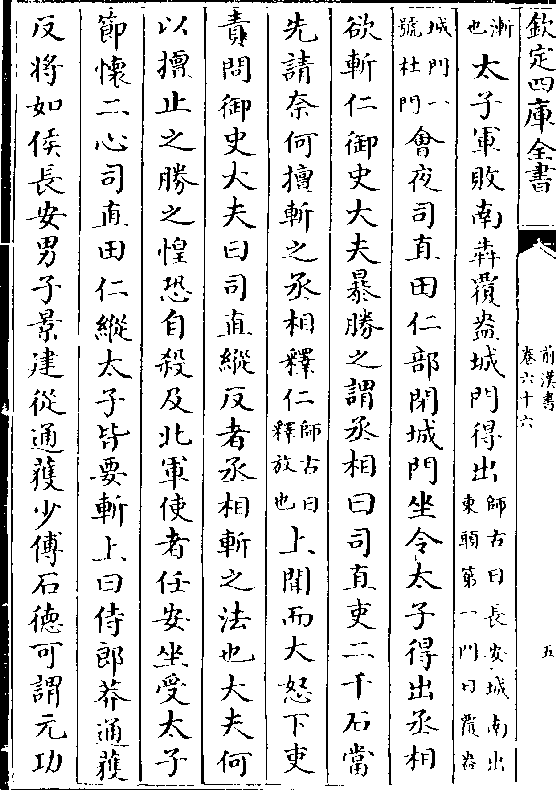 欽定四庫全書
前漢書
卷六十六
五
漸
也
太子軍敗南犇覆盎城門得出
師古曰長安城南出
東頭第一門曰覆盎
城門一
號杜門
會夜司直田仁部閉城門坐令太子得出丞相
欲斬仁御史大夫暴勝之謂丞相曰司直吏二千石當
先請奈何擅斬之丞相釋仁
師古曰
釋放
也
上聞而大怒下吏
責問御史大夫曰司直縱反者丞相斬之法也大夫何
以擅止之勝之惶恐自殺及北軍使者任安坐受太子
節懷二心司直田仁縱太子皆要斬上曰侍郎莽通獲
反將如侯長安男子景建從通獲少傅石德可謂元功